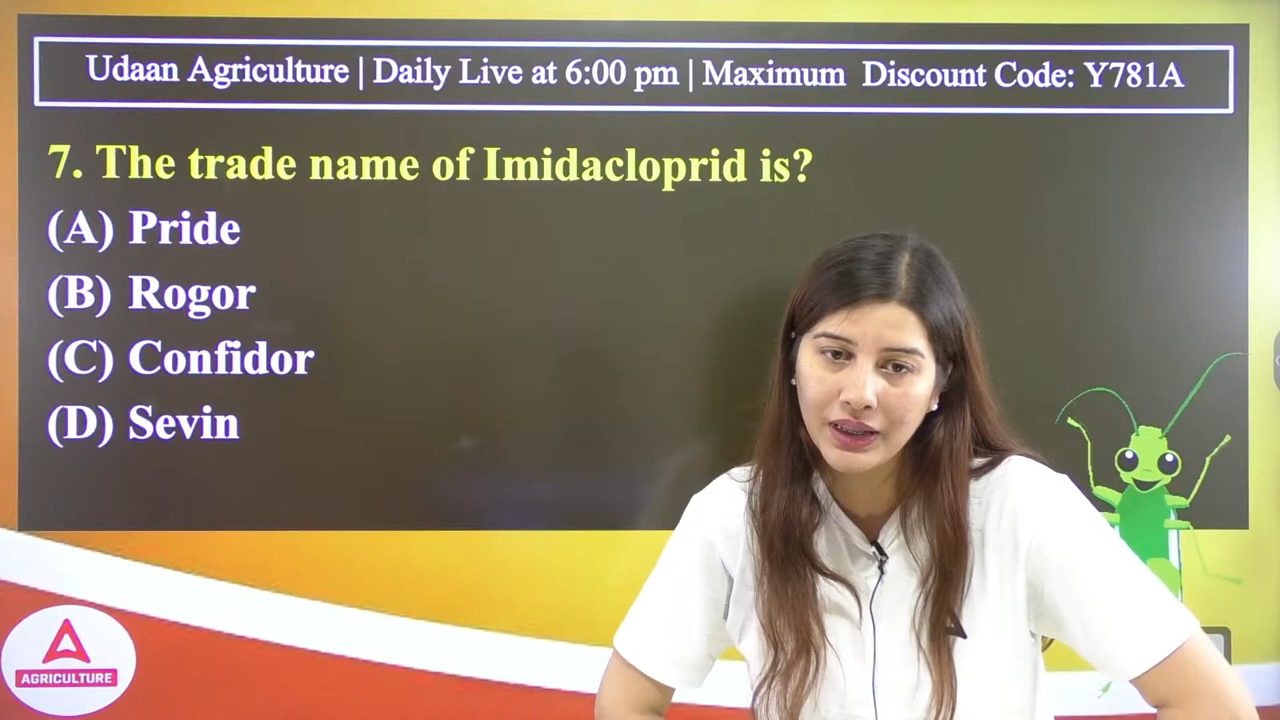 Udaan Agriculture | Daily Live at 6:00 pm | Maximum Discount Code: Y781A
7. The trade name of Imidacloprid is?
(A) Pride
(B) Rogor
(C) Confidor
(D) Sevin
AGRICULTURE